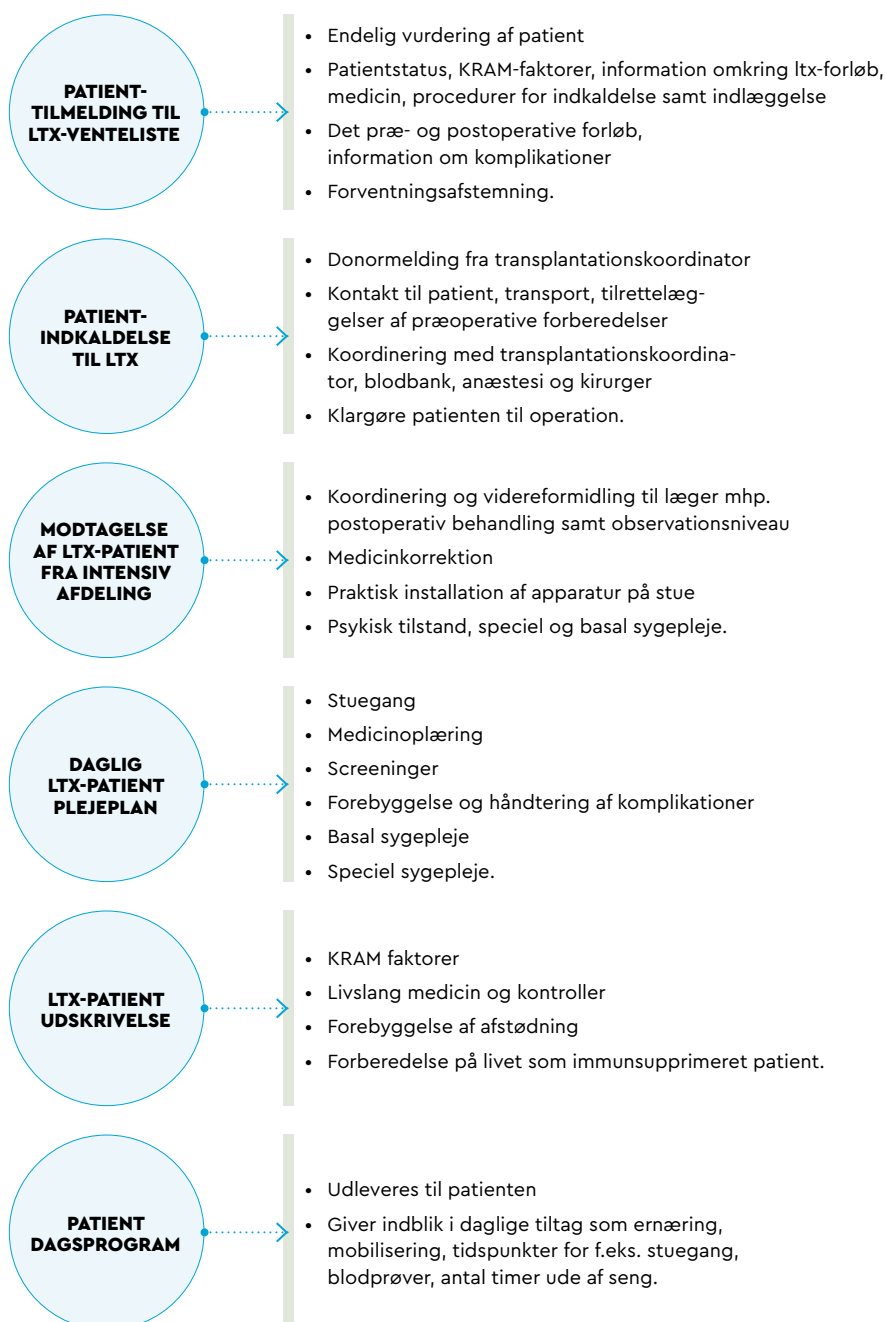 PATIENT-
TILMELDING TIL
LTX-VENTELISTE
• Endelig vurdering af patient
• Patientstatus, KRAM-faktorer, information omkring ltx-forløb,
medicin, procedurer for indkaldelse samt indlæggelse
• Det præ- og postoperative forløb,
information om komplikationer
• Forventningsafstemning.
PATIENT-
INDKALDELSE
TIL LTX
• Donormelding fra transplantationskoordinator
• Kontakt til patient, transport, tilrettelæg-
gelser af præoperative forberedelser
• Koordinering med transplantationskoordina-
tor, blodbank, anæstesi og kirurger
• Klargøre patienten til operation.
MODTAGELSE
AF LTX-PATIENT
FRA INTENSIV
AFDELING
• Koordinering og videreformidling til læger mhp.
postoperativ behandling samt observationsniveau
• Medicinkorrektion
• Praktisk installation af apparatur på stue
• Psykisk tilstand, speciel og basal sygepleje.
DAGLIG
LTX-PATIENT
PLEJEPLAN
• Stuegang
• Medicinoplæring
• Screeninger
• Forebyggelse og håndtering af komplikationer
• Basal sygepleje
• Speciel sygepleje.
LTX-PATIENT
UDSKRIVELSE
• KRAM faktorer
• Livslang medicin og kontroller
• Forebyggelse af afstødning
• Forberedelse på livet som immunsupprimeret patient.
PATIENT
DAGSPROGRAM
• Udleveres til patienten
• Giver indblik i daglige tiltag som ernæring,
mobilisering, tidspunkter for f.eks. stuegang,
blodprøver, antal timer ude af seng.